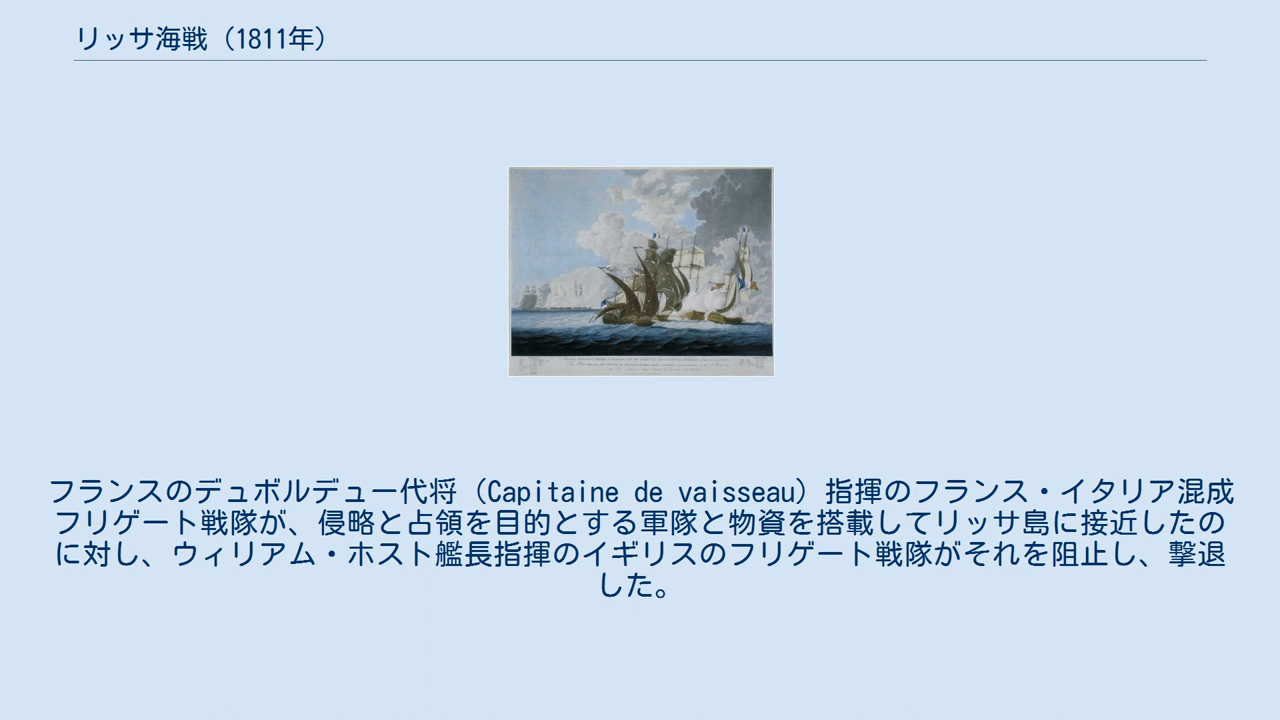 リッサ海戦（1811年）
フランスのデュボルデュー代将（Capitaine de vaisseau）指揮のフランス・イタリア混成
フリゲート戦隊が、侵略と占領を目的とする軍隊と物資を搭載してリッサ島に接近したの
に対し、ウィリアム・ホスト艦長指揮のイギリスのフリゲート戦隊がそれを阻止し、撃退
した。